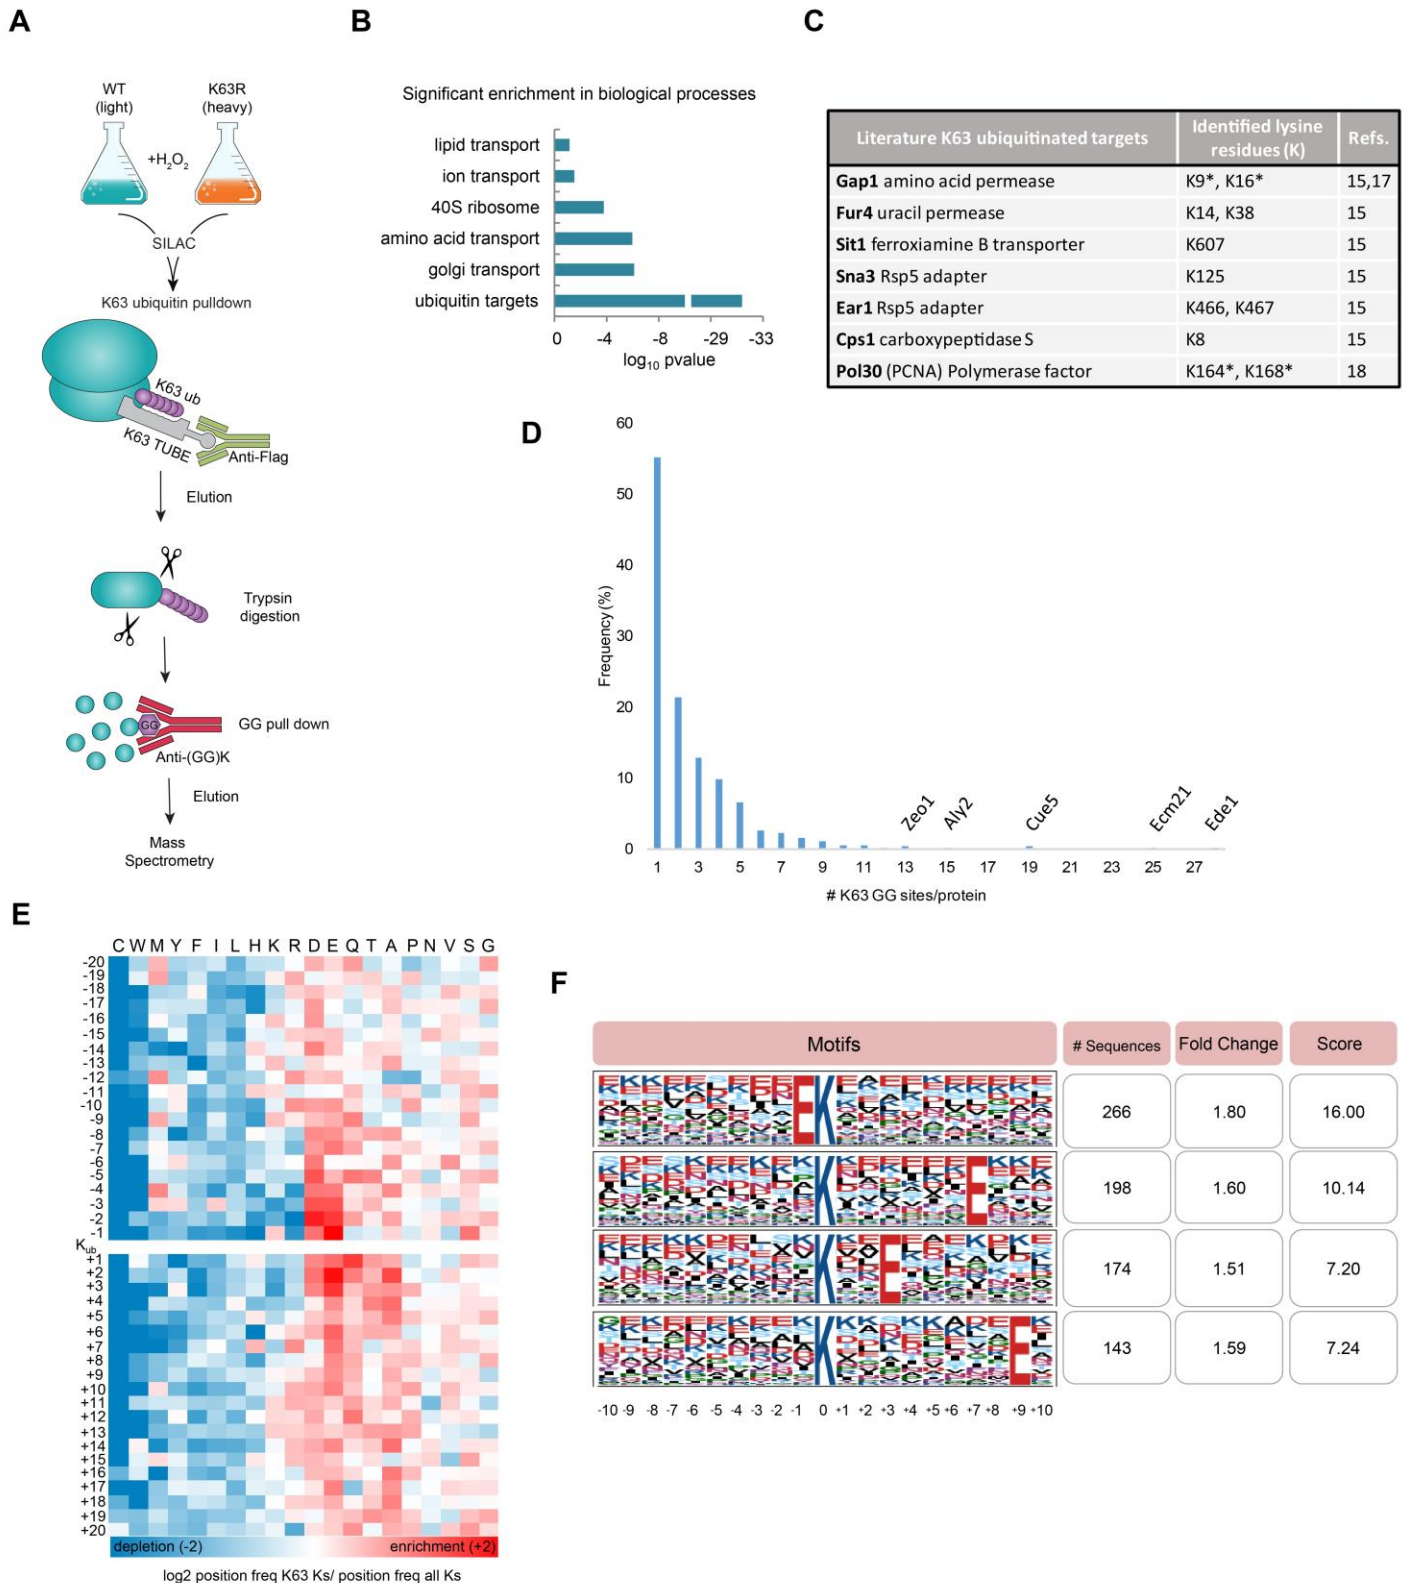 A
WT
(light)
K63R
(heavy)
+H₂O₂
SILAC
K63 ubiquitin pulldown
K63 ub
K63 TUBE
Anti-Flag
Elution
Trypsin
digestion
GG
GG pull down
Anti-(GG)K
Elution
Mass
Spectrometry
B
Significant enrichment in biological processes
lipid transport
ion transport
40S ribosome
amino acid transport
golgi transport
ubiquitin targets
0 -4 -8 -29 -33
log₁₀ pvalue
C
Literature K63 ubiquitinated targets Identified lysine residues (K) Refs.
Gap1 amino acid permease K9*, K16* 15,17
Fur4 uracil permease K14, K38 15
Sit1 ferroxiamine B transporter K607 15
Sna3 Rsp5 adapter K125 15
Ear1 Rsp5 adapter K466, K467 15
Cps1 carboxypeptidase S K8 15
Pol30 (PCNA) Polymerase factor K164*, K168* 18
D
60
50
40
30
20
10
0
Frequency (%)
Zeo1 Aly2 Cue5 Ecm21 Ede1
1 3 5 7 9 11 13 15 17 19 21 23 25 27
# K63 GG sites/protein
E
C W M Y F I L H K R D E Q T A P N V S G
-20
-19
-18
-17
-16
-15
-14
-13
-12
-11
-10
-9
-8
-7
-6
-5
-4
-3
-2
-1
Kub
+1
+2
+3
+4
+5
+6
+7
+8
+9
+10
+11
+12
+13
+14
+15
+16
+17
+18
+19
+20
depletion (-2) enrichment (+2)
log2 position freq K63 Ks/ position freq all Ks
F
Motifs # Sequences Fold Change Score
266 1.80 16.00
198 1.60 10.14
174 1.51 7.20
143 1.59 7.24
-10 -9 -8 -7 -6 -5 -4 -3 -2 -1 0 +1 +2 +3 +4 +5 +6 +7 +8 +9 +10